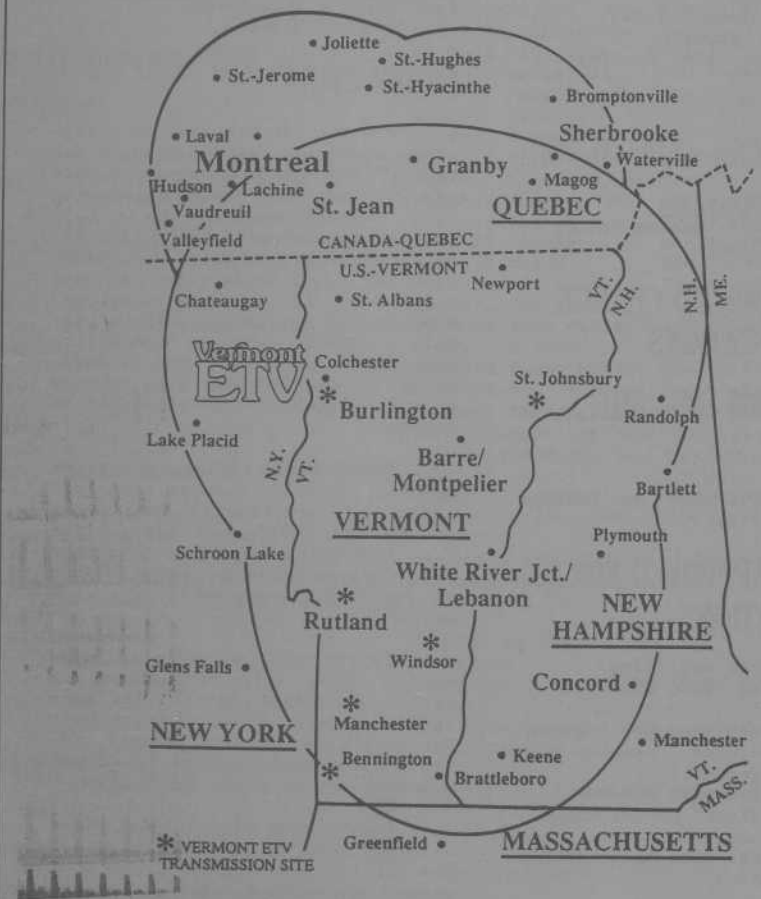 Joliette
St.-Hughes
St.-Jerome
St.-Hyacinthe
Bromptonville
Laval
Sherbrooke
Montreal
Granby
Waterville
Hudson
Lachine
Magog
Vaudreuil
St. Jean
QUEBEC
Valleyfield
CANADA-QUEBEC
U.S.-VERMONT
Newport
VT.
N.H.
N.H.
ME.
Chateaugay
St. Albans
Vermont
ETV
Colchester
St. Johnsbury
* Burlington
*
Randolph
Lake Placid
N.Y.
VT.
Barre/
Montpelier
Bartlett
VERMONT
Schroon Lake
Plymouth
White River Jct./
Lebanon
*
Rutland
NEW
HAMPSHIRE
*
Windsor
Glens Falls
Concord
*
Manchester
NEW YORK
Manchester
* Bennington
Keene
Brattleboro
VT.
MASS.
* VERMONT ETV
TRANSMISSION SITE
Greenfield
MASSACHUSETTS